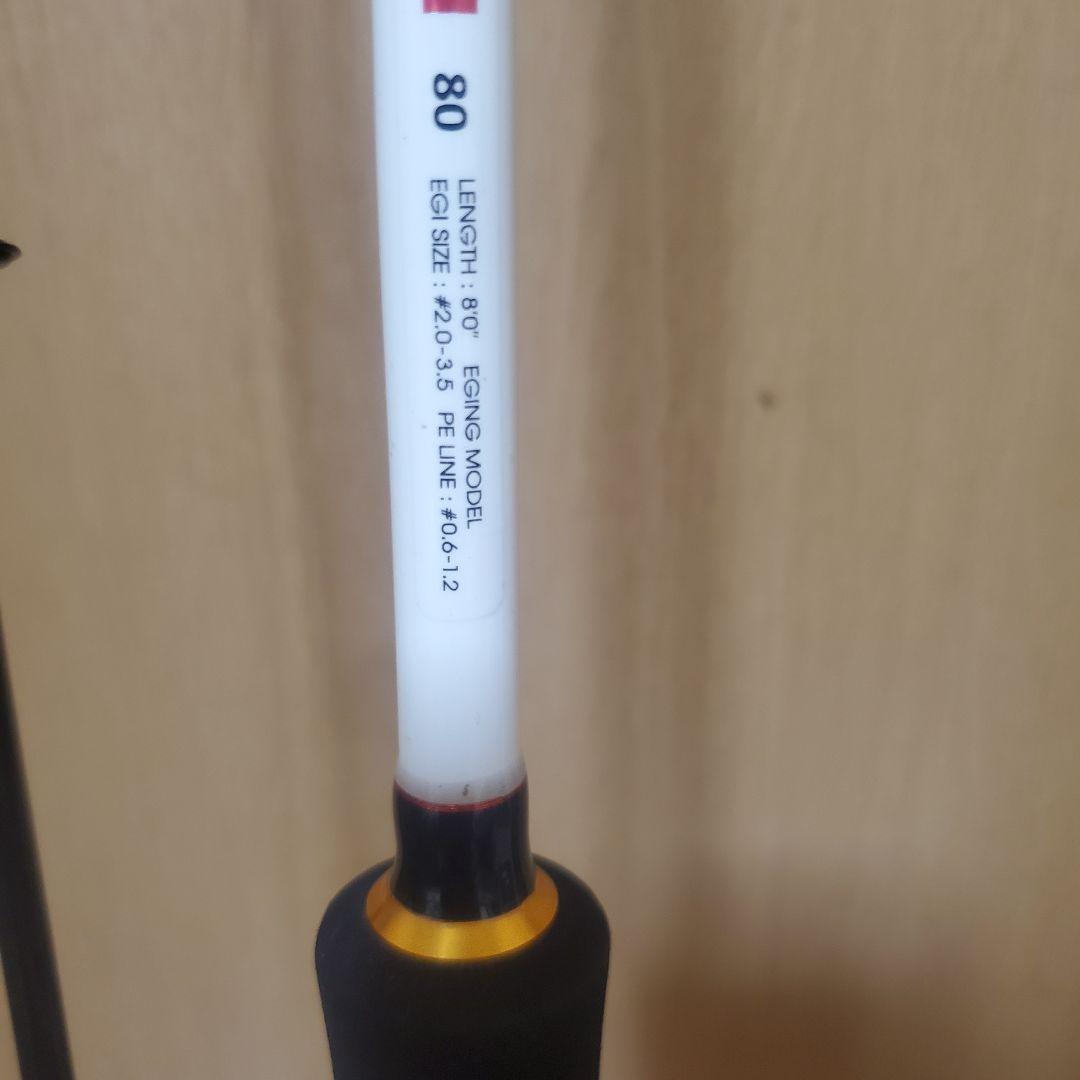 80
LENGTH : 8'0" EGING MODEL
EGI SIZE : #2.0-3.5 PE LINE : #0.6-1.2